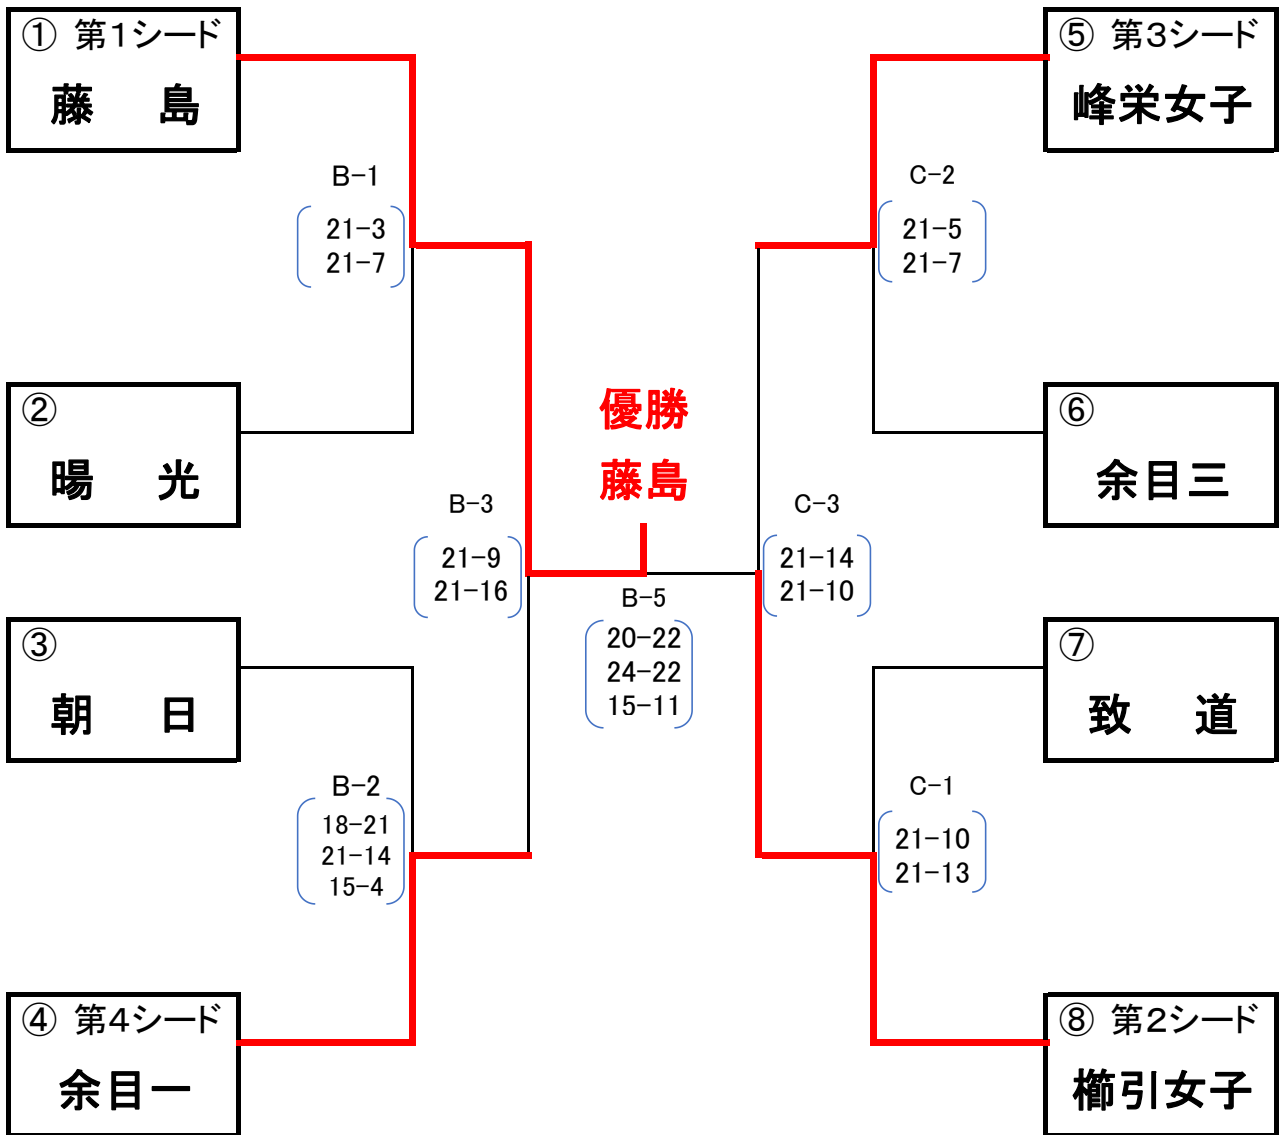 ① 第1シード
藤　島
B-1
21-3
21-7
②
暘　光
③
朝　日
B-2
18-21
21-14
15-4
④ 第4シード
余目一
B-3
21-9
21-16
優勝
藤島
B-5
20-22
24-22
15-11
C-3
21-14
21-10
⑤ 第3シード
峰栄女子
C-2
21-5
21-7
⑥
余目三
⑦
致　道
C-1
21-10
21-13
⑧ 第2シード
櫛引女子